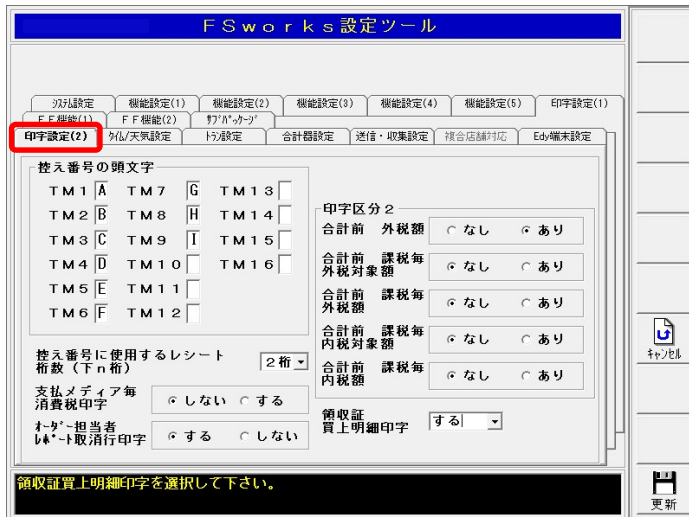 ＦＳｗｏｒｋｓ設定ツール
ｼｽﾃﾑ設定 機能設定(1) 機能設定(2) 機能設定(3) 機能設定(4) 機能設定(5) 印字設定(1)
ＦＦ機能(1) ＦＦ機能(2) ｻﾌﾞﾊﾟｯｹｰｼﾞ
印字設定(2) ﾀｲﾑ/天気設定 ﾄﾗﾝ設定 合計器設定 送信・収集設定 複合店舗対応 Edy端末設定
控え番号の頭文字
ＴＭ１ A ＴＭ７ G ＴＭ１３
ＴＭ２ B ＴＭ８ H ＴＭ１４
ＴＭ３ C ＴＭ９ I ＴＭ１５
ＴＭ４ D ＴＭ１０ ＴＭ１６
ＴＭ５ E ＴＭ１１
ＴＭ６ F ＴＭ１２
控え番号に使用するレシート
桁数（下ｎ桁） ２桁
支払メディア毎
消費税印字 しない する
ｵｰﾀﾞｰ担当者
ﾚﾎﾟｰﾄ取消行印字 する しない
印字区分２
合計前 外税額 なし あり
合計前 課税毎
外税対象額 なし あり
合計前 課税毎
外税額 なし あり
合計前 課税毎
内税対象額 なし あり
合計前 課税毎
内税額 なし あり
領収証
買上明細印字 する
ｷｬﾝｾﾙ
領収証買上明細印字を選択して下さい。
更新